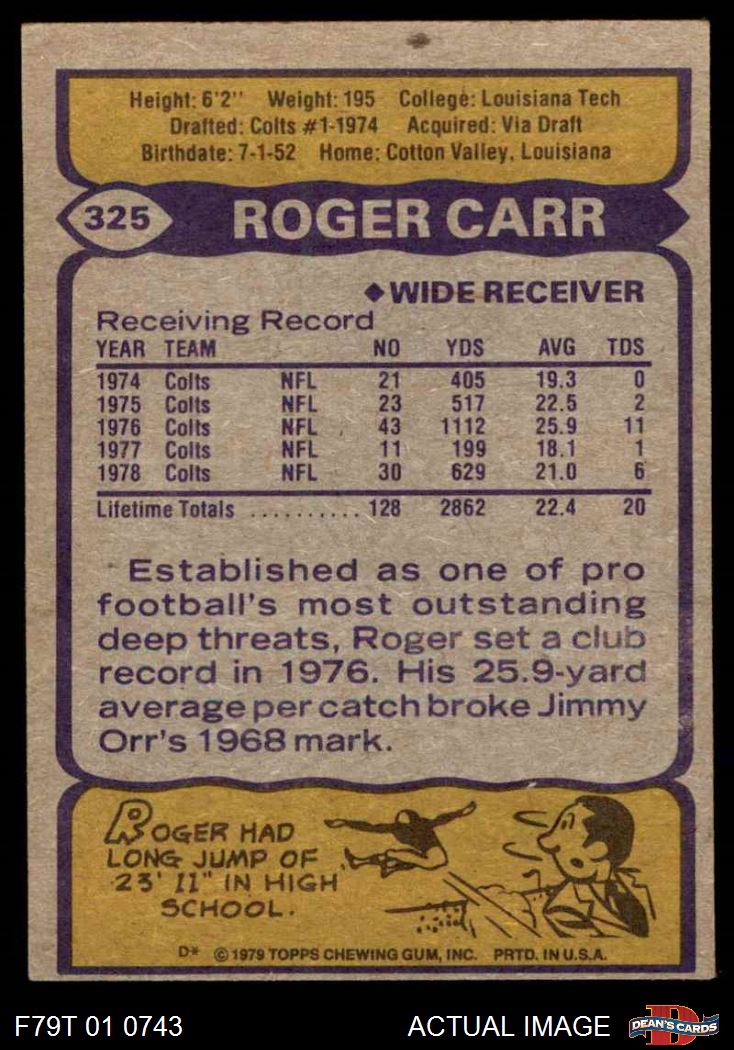 Height: 6'2'' Weight: 195 College: Louisiana Tech
Drafted: Colts #1-1974 Acquired: Via Draft
Birthdate: 7-1-52 Home: Cotton Valley, Louisiana
325 ROGER CARR
◆WIDE RECEIVER
Receiving Record
YEAR TEAM NO YDS AVG TDS
1974 Colts NFL 21 405 19.3 0
1975 Colts NFL 23 517 22.5 2
1976 Colts NFL 43 1112 25.9 11
1977 Colts NFL 11 199 18.1 1
1978 Colts NFL 30 629 21.0 6
Lifetime Totals .......... 128 2862 22.4 20
Established as one of pro
football's most outstanding
deep threats, Roger set a club
record in 1976. His 25.9-yard
average per catch broke Jimmy
Orr's 1968 mark.
ROGER HAD
LONG JUMP OF
23' 11" IN HIGH
SCHOOL.
D* © 1979 TOPPS CHEWING GUM, INC. PRTD. IN U.S.A.
F79T 01 0743 ACTUAL IMAGE D DEAN'S CARDS